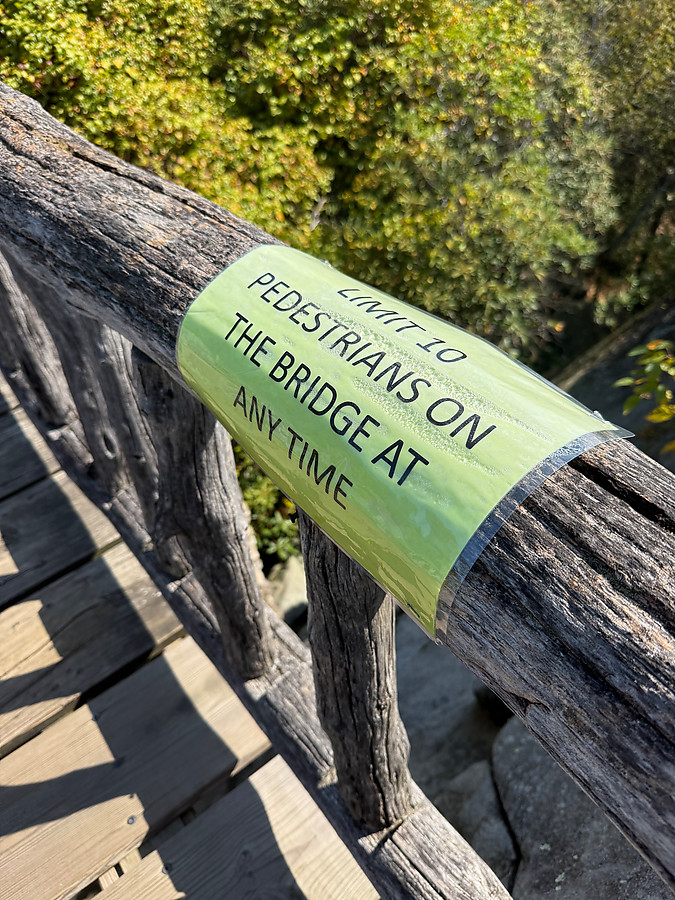 LIMIT 10
PEDESTRIANS ON
THE BRIDGE AT
ANY TIME